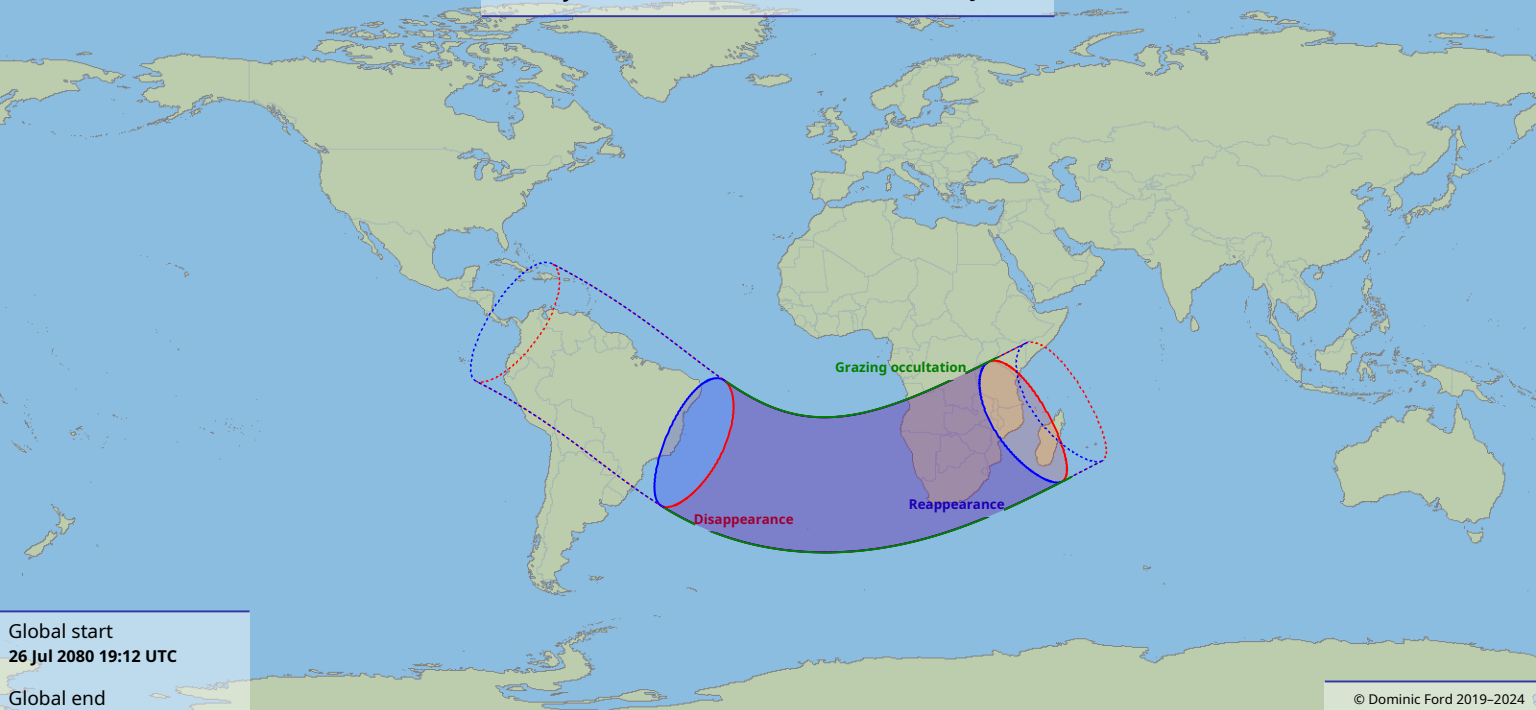 Grazing occultation
Reappearance
Disappearance
Global start
26 Jul 2080 19:12 UTC
Global end
© Dominic Ford 2019–2024